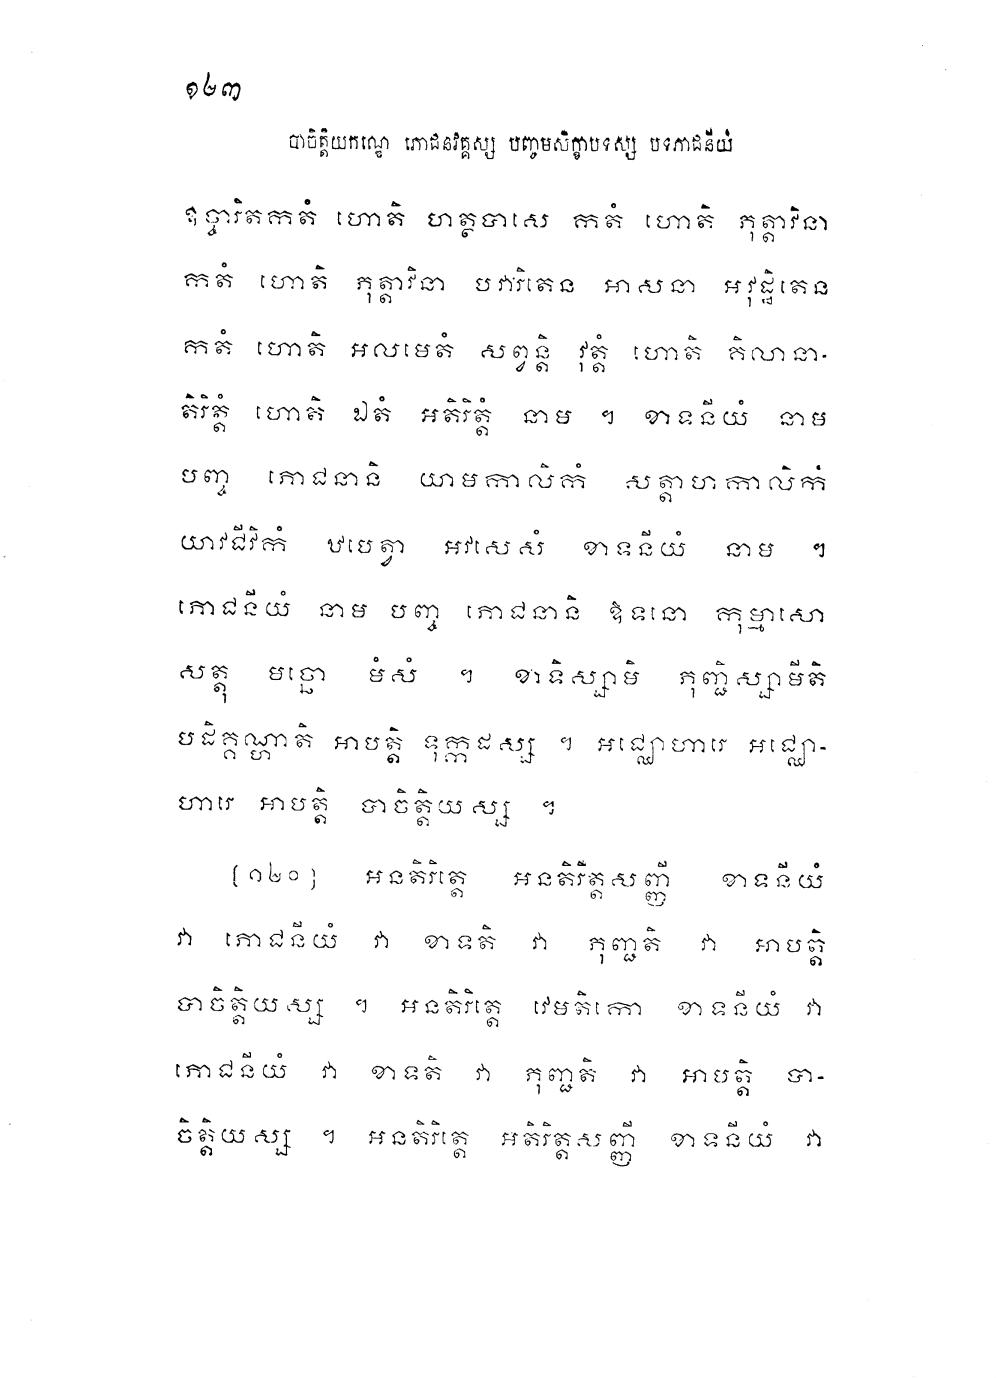 ១២៣
បាចិត្តិយកណ្ឌេ ភោជនវគ្គស្ស បញ្ចមសិក្ខាបទស្ស បទភាជនីយំ
ឧច្ចារិតកតំ ហោតិ ហត្ថបាសេ កតំ ហោតិ ភុត្តាវិនា
កតំ ហោតិ ភុត្តាវិនា បវារិតេន អាសនា អវុដ្ឋិតេន
កតំ ហោតិ អលមេតំ សព្វន្តិ វុត្តំ ហោតិ គិលានា-
តិរិត្តំ ហោតិ ឯតំ អតិរិត្តំ នាម ។ ខាទនីយំ នាម
បញ្ច ភោជនានិ យាមកាលិកំ សត្តាហកាលិកំ
យាវជីវិកំ ឋបេត្វា អវសេសំ ខាទនីយំ នាម ។
ភោជនីយំ នាម បញ្ច ភោជនានិ ឱទនោ កុម្មាសោ
សត្តុ មច្ឆោ មំសំ ។ ខាទិស្សាមិ ភុញ្ជិស្សាមីតិ
បដិគ្គណ្ហាតិ អាបត្តិ ទុក្កដស្ស ។ អជ្ឈោហារេ អជ្ឈោ-
ហារេ អាបត្តិ បាចិត្តិយស្ស ។
[១២០] អនតិរិត្តេ អនតិរិត្តសញ្ញី ខាទនីយំ
វា ភោជនីយំ វា ខាទតិ វា ភុញ្ជតិ វា អាបត្តិ
បាចិត្តិយស្ស ។ អនតិរិត្តេ វេមតិកោ ខាទនីយំ វា
ភោជនីយំ វា ខាទតិ វា ភុញ្ជតិ វា អាបត្តិ បា-
ចិត្តិយស្ស ។ អនតិរិត្តេ អតិរិត្តសញ្ញី ខាទនីយំ វា